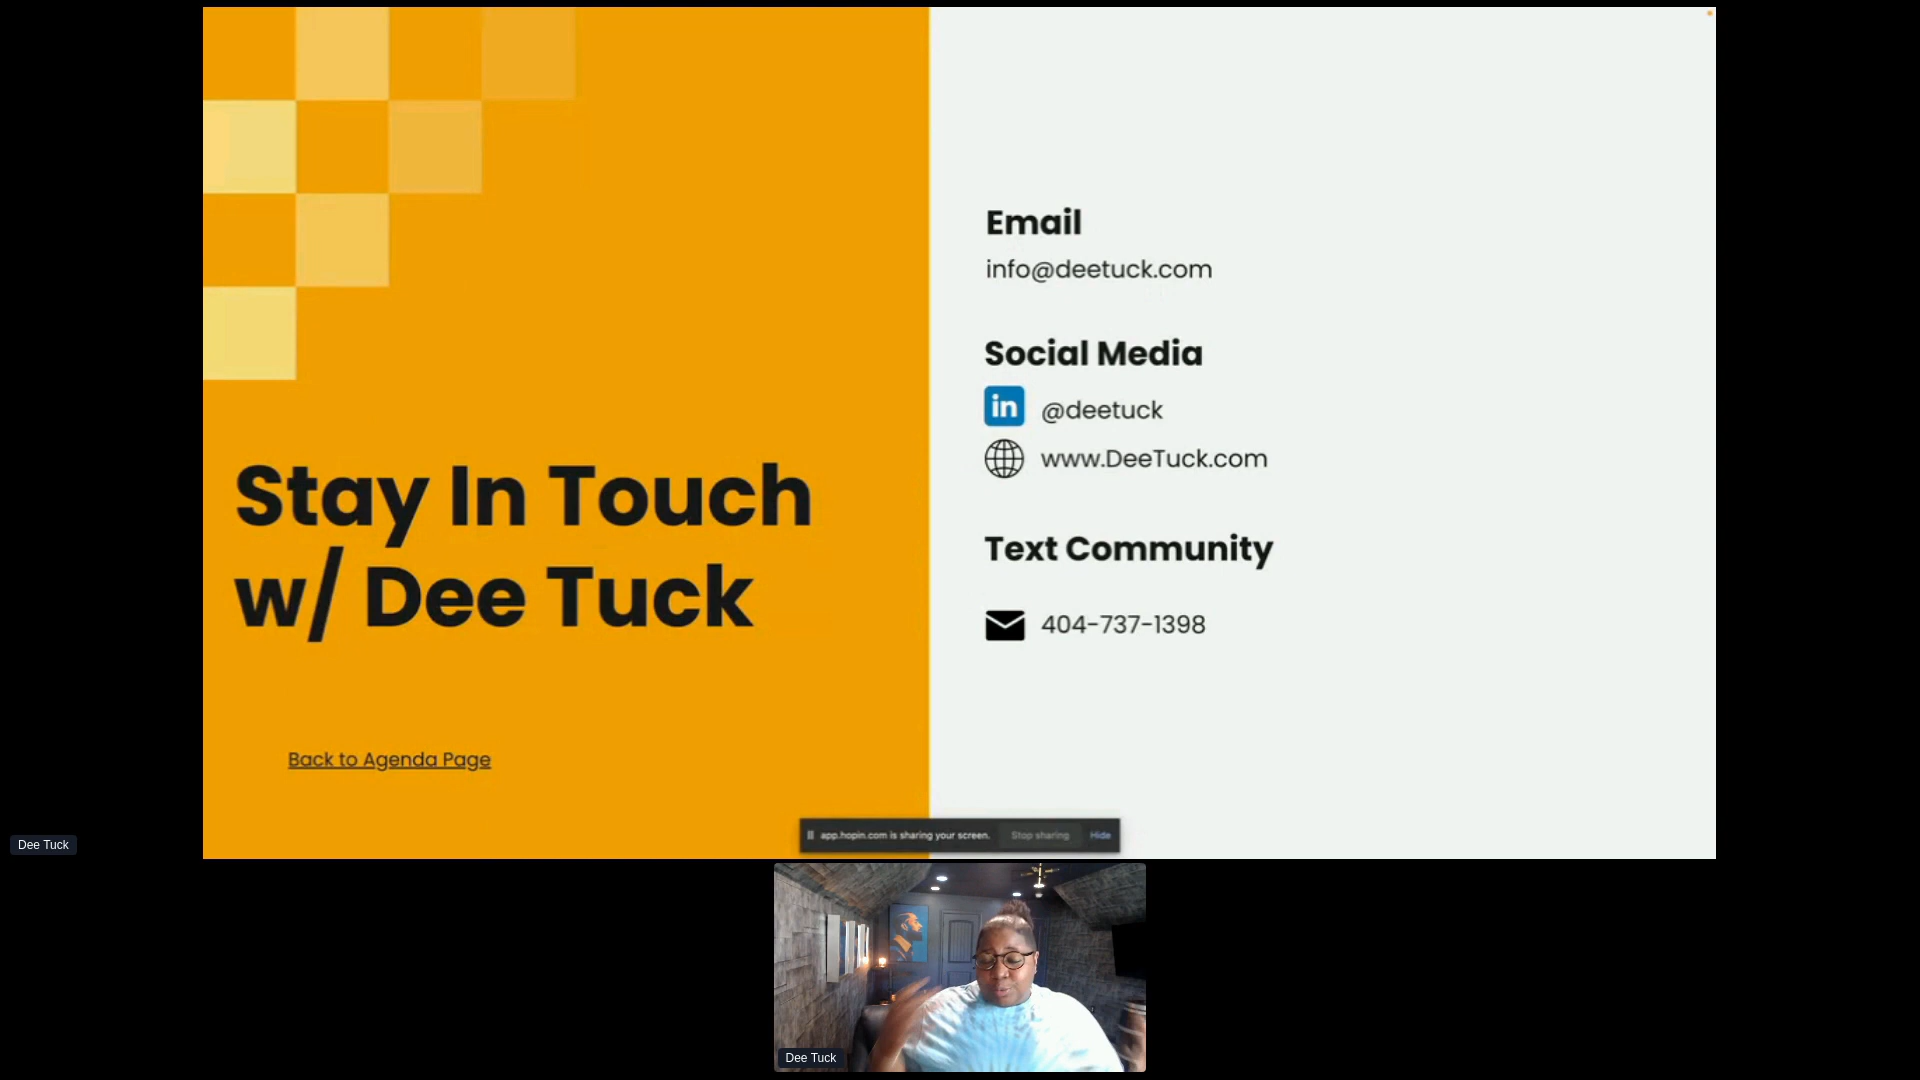 Stay In Touch
w/ Dee Tuck
Back to Agenda Page
Email
info@deetuck.com
Social Media
in @deetuck
www.DeeTuck.com
Text Community
404-737-1398
app.hopin.com is sharing your screen. Stop sharing Hide
Dee Tuck
Dee Tuck